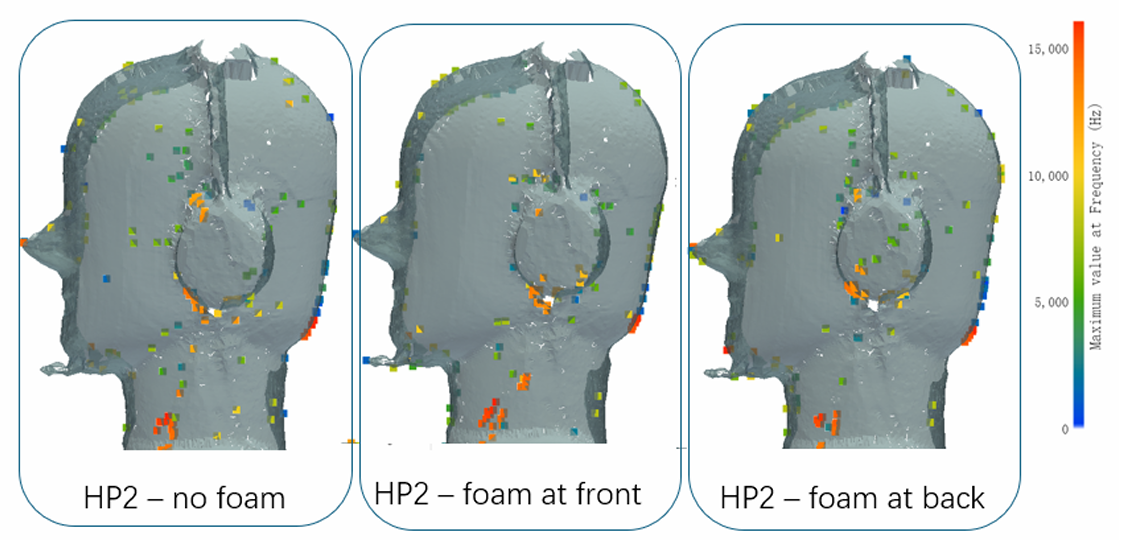 15,000
10,000
5,000
0
Maximum value at Frequency (Hz)
HP2 – no foam
HP2 – foam at front
HP2 – foam at back